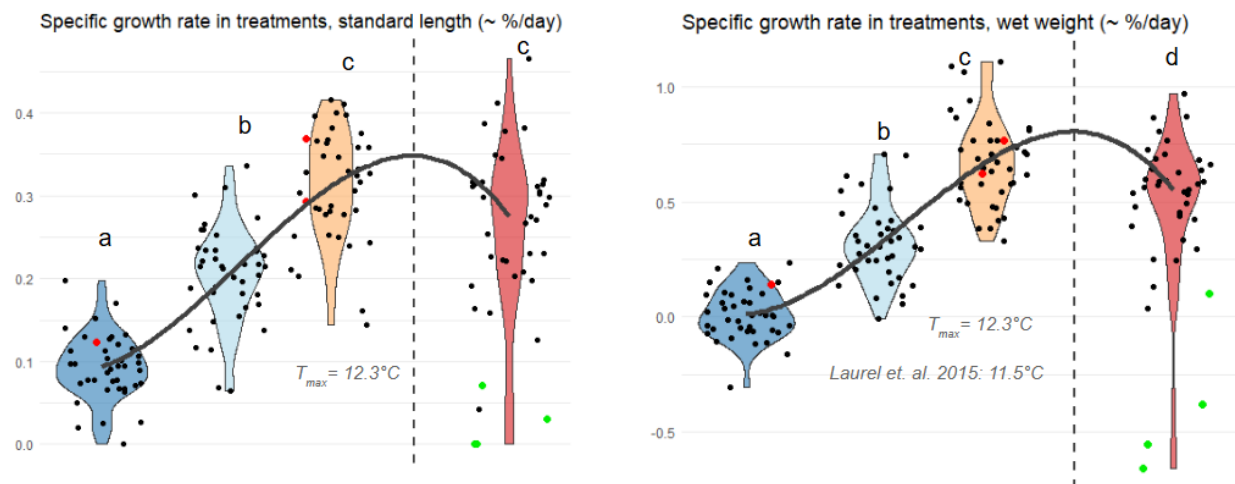 Specific growth rate in treatments, standard length (~ %/day)
c
c
b
a
0.4
0.3
0.2
0.1
0.0
Tmax= 12.3°C
Specific growth rate in treatments, wet weight (~ %/day)
c
d
b
a
1.0
0.5
0.0
-0.5
Tmax= 12.3°C
Laurel et. al. 2015: 11.5°C